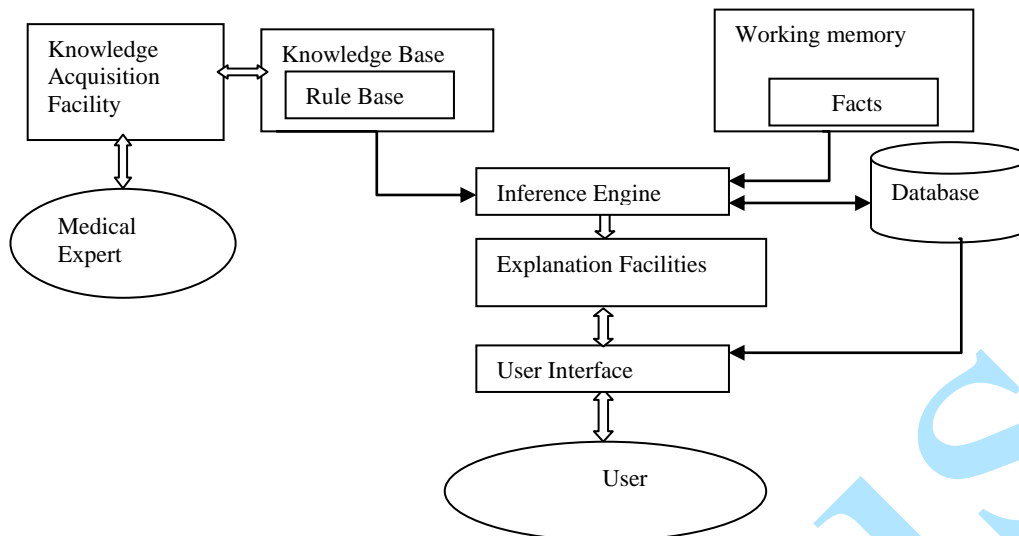 Knowledge
Acquisition
Facility
Knowledge Base
Rule Base
Working memory
Facts
Inference Engine
Database
Medical
Expert
Explanation Facilities
User Interface
User